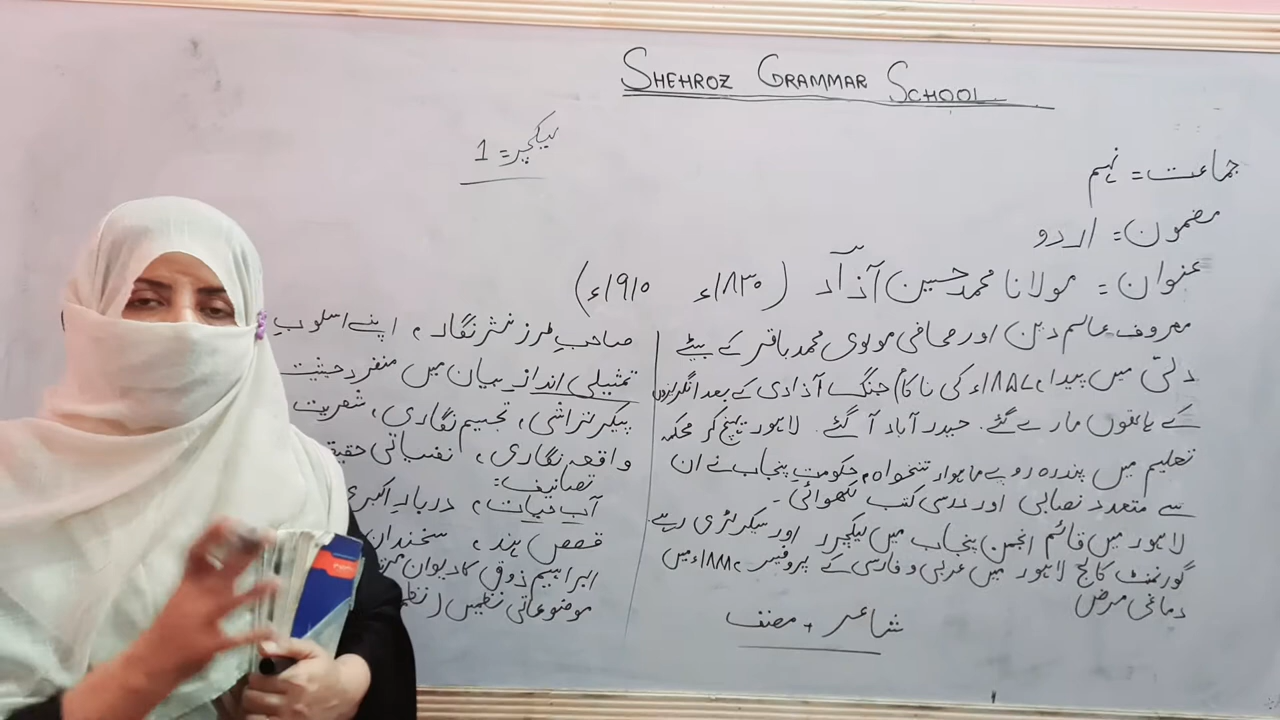 SHEHROZ GRAMMAR SCHOOL
لیکچر = 1
جماعت = نہم
مضمون = اردو
عنوان = مولانا محمد حسین آزاد (۱۸۳۰ء ۱۹۱۰ء)
معروف عالم دین اور صحافی مولوی محمد باقر کے بیٹے
دلّی میں پیدا، ۱۸۵۷ء کی ناکام جنگ آزادی کے بعد انگریزوں
کے ہاتھوں مارے گئے۔ حیدر آباد آ گئے۔ لاہور پہنچ کر محکمہ
تعلیم میں پندرہ روپے ماہوار تنخواہ، حکومتِ پنجاب نے ان
سے متعدد نصابی اور درسی کتب لکھوائی۔
لاہور میں قائم انجمن پنجاب میں لیکچرر اور سیکرٹری رہے
گورنمنٹ کالج لاہور میں عربی و فارسی کے پروفیسر، ۱۸۸۸ء میں
دماغی مرض
شاعر، مصنف
صاحبِ طرز نثر نگار، اپنے اسلوبِ
تمثیلی اندازِ بیان میں منفرد حیثیت
پیکر تراشی، تجسیم نگاری، شعریت
واقعہ نگاری، نفسیاتی
تصانیف:
آبِ حیات، دربارِ اکبری
قصص ہند، سخندان
ابراہیم ذوق کا دیوان
موضوعاتی نظمیں